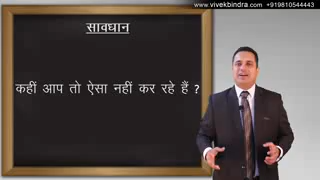 www.vivekbindra.com +919810544443
सावधान
कहीं आप तो ऐसा नहीं कर रहे हैं ?